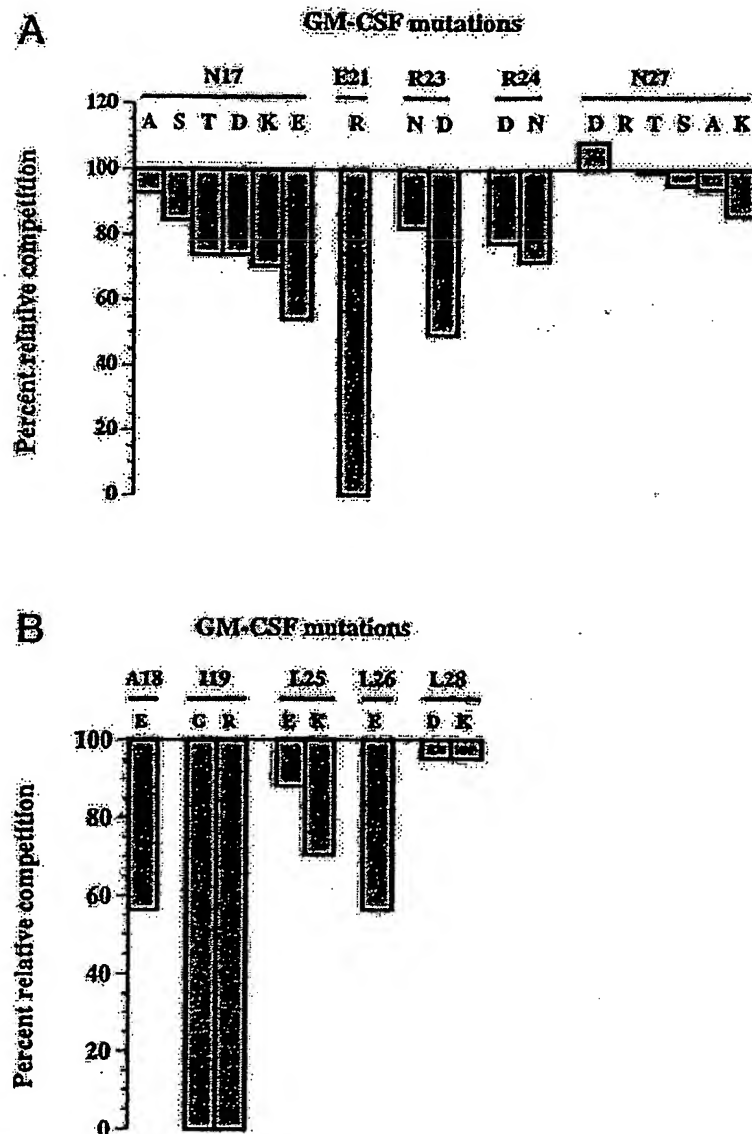 A
GM-CSF mutations
N17 E21 R23 R24 N27
A S T D K E R N D D N D R T S A K
Percent relative competition
120
100
80
60
40
20
0
B
GM-CSF mutations
A18 I19 L25 L26 L28
E G R E K E D K
Percent relative competition
100
80
60
40
20
0